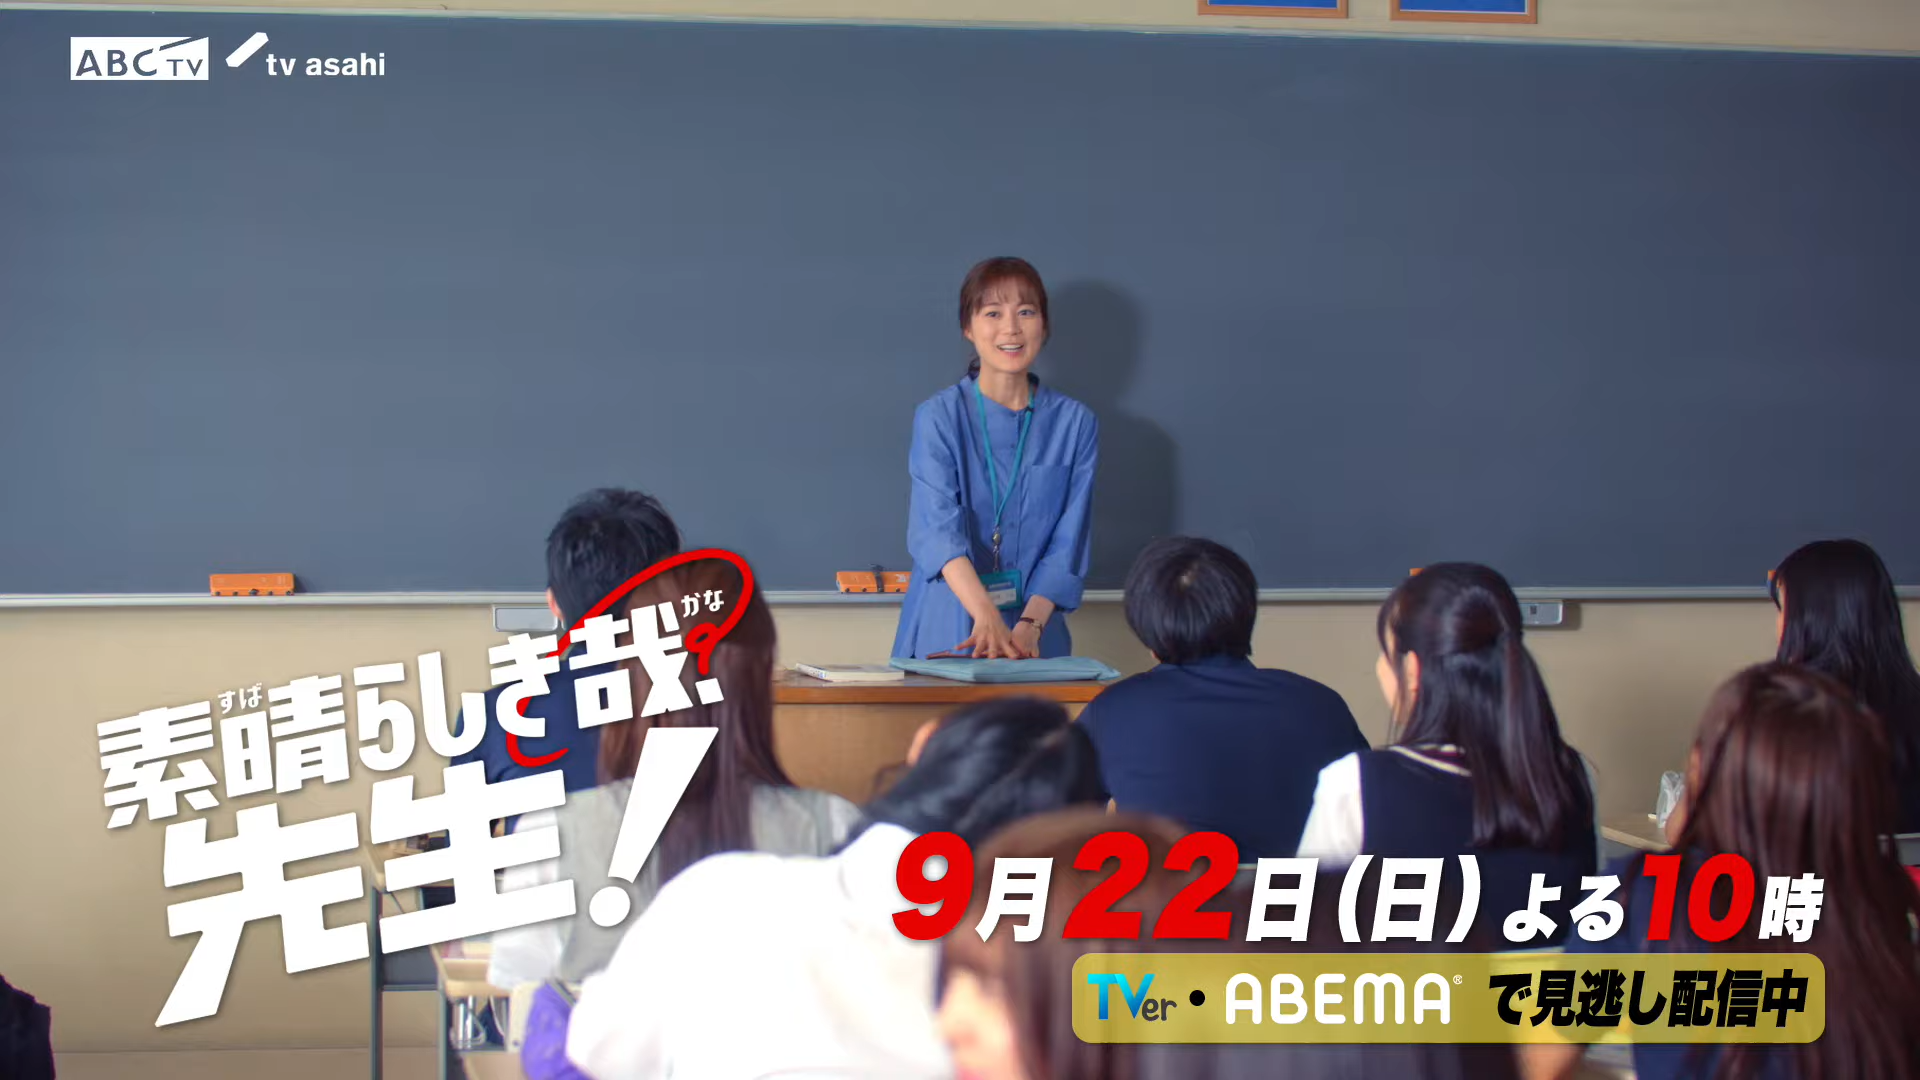 ABCTV tv asahi
すば かな
素晴らしき哉、
先生!
9月22日(日)よる10時
TVer・ABEMA® で見逃し配信中